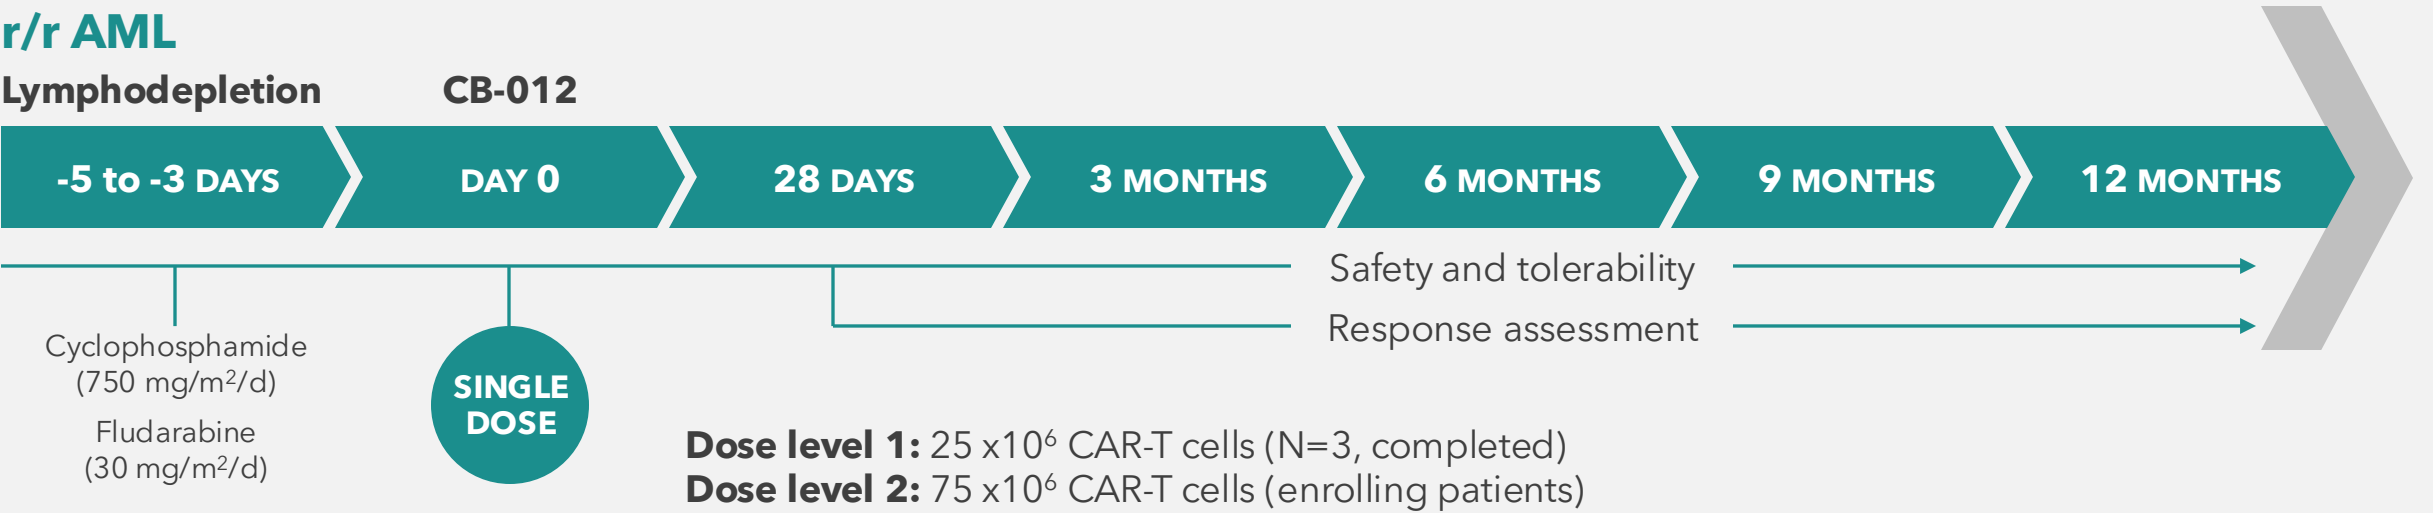 r/r AML
Lymphodepletion
CB-012
-5 to -3 DAYS
DAY 0
28 DAYS
3 MONTHS
6 MONTHS
9 MONTHS
12 MONTHS
Safety and tolerability
Response assessment
Cyclophosphamide
(750 mg/m²/d)
Fludarabine
(30 mg/m²/d)
SINGLE
DOSE
Dose level 1: 25 x10⁶ CAR-T cells (N=3, completed)
Dose level 2: 75 x10⁶ CAR-T cells (enrolling patients)